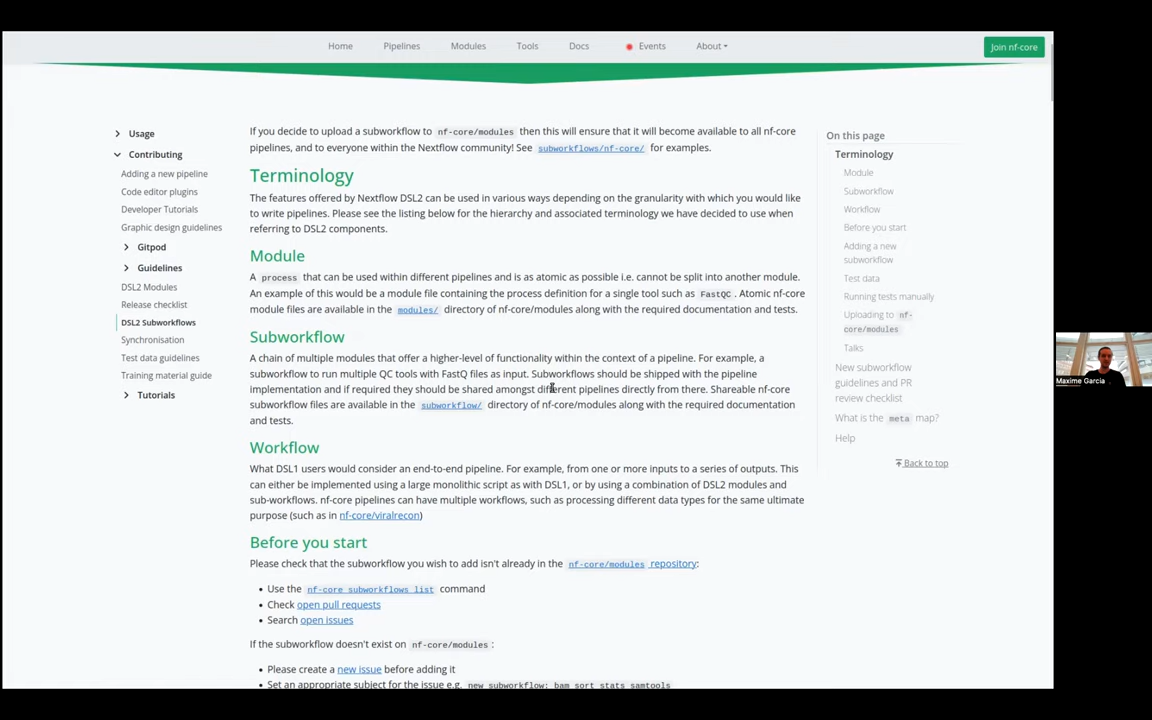 Home Pipelines Modules Tools Docs Events About Join nf-core
Usage
Contributing
Adding a new pipeline
Code editor plugins
Developer Tutorials
Graphic design guidelines
Gitpod
Guidelines
DSL2 Modules
Release checklist
DSL2 Subworkflows
Synchronisation
Test data guidelines
Training material guide
Tutorials
If you decide to upload a subworkflow to nf-core/modules then this will ensure that it will become available to all nf-core
pipelines, and to everyone within the Nextflow community! See subworkflows/nf-core/ for examples.
Terminology
The features offered by Nextflow DSL2 can be used in various ways depending on the granularity with which you would like
to write pipelines. Please see the listing below for the hierarchy and associated terminology we have decided to use when
referring to DSL2 components.
Module
A process that can be used within different pipelines and is as atomic as possible i.e. cannot be split into another module.
An example of this would be a module file containing the process definition for a single tool such as FastQC. Atomic nf-core
module files are available in the modules/ directory of nf-core/modules along with the required documentation and tests.
Subworkflow
A chain of multiple modules that offer a higher-level of functionality within the context of a pipeline. For example, a
subworkflow to run multiple QC tools with FastQ files as input. Subworkflows should be shipped with the pipeline
implementation and if required they should be shared amongst different pipelines directly from there. Shareable nf-core
subworkflow files are available in the subworkflow/ directory of nf-core/modules along with the required documentation
and tests.
Workflow
What DSL1 users would consider an end-to-end pipeline. For example, from one or more inputs to a series of outputs. This
can either be implemented using a large monolithic script as with DSL1, or by using a combination of DSL2 modules and
sub-workflows. nf-core pipelines can have multiple workflows, such as processing different data types for the same ultimate
purpose (such as in nf-core/viralrecon)
Before you start
Please check that the subworkflow you wish to add isn't already in the nf-core/modules repository:
• Use the nf-core subworkflows list command
• Check open pull requests
• Search open issues
If the subworkflow doesn't exist on nf-core/modules :
• Please create a new issue before adding it
• Set an appropriate subject for the issue e.g. new subworkflow: bam_sort_stats_samtools
On this page
Terminology
Module
Subworkflow
Workflow
Before you start
Adding a new
subworkflow
Test data
Running tests manually
Uploading to nf-
core/modules
Talks
New subworkflow
guidelines and PR
review checklist
What is the meta map?
Help
Back to top
Maxime Garcia